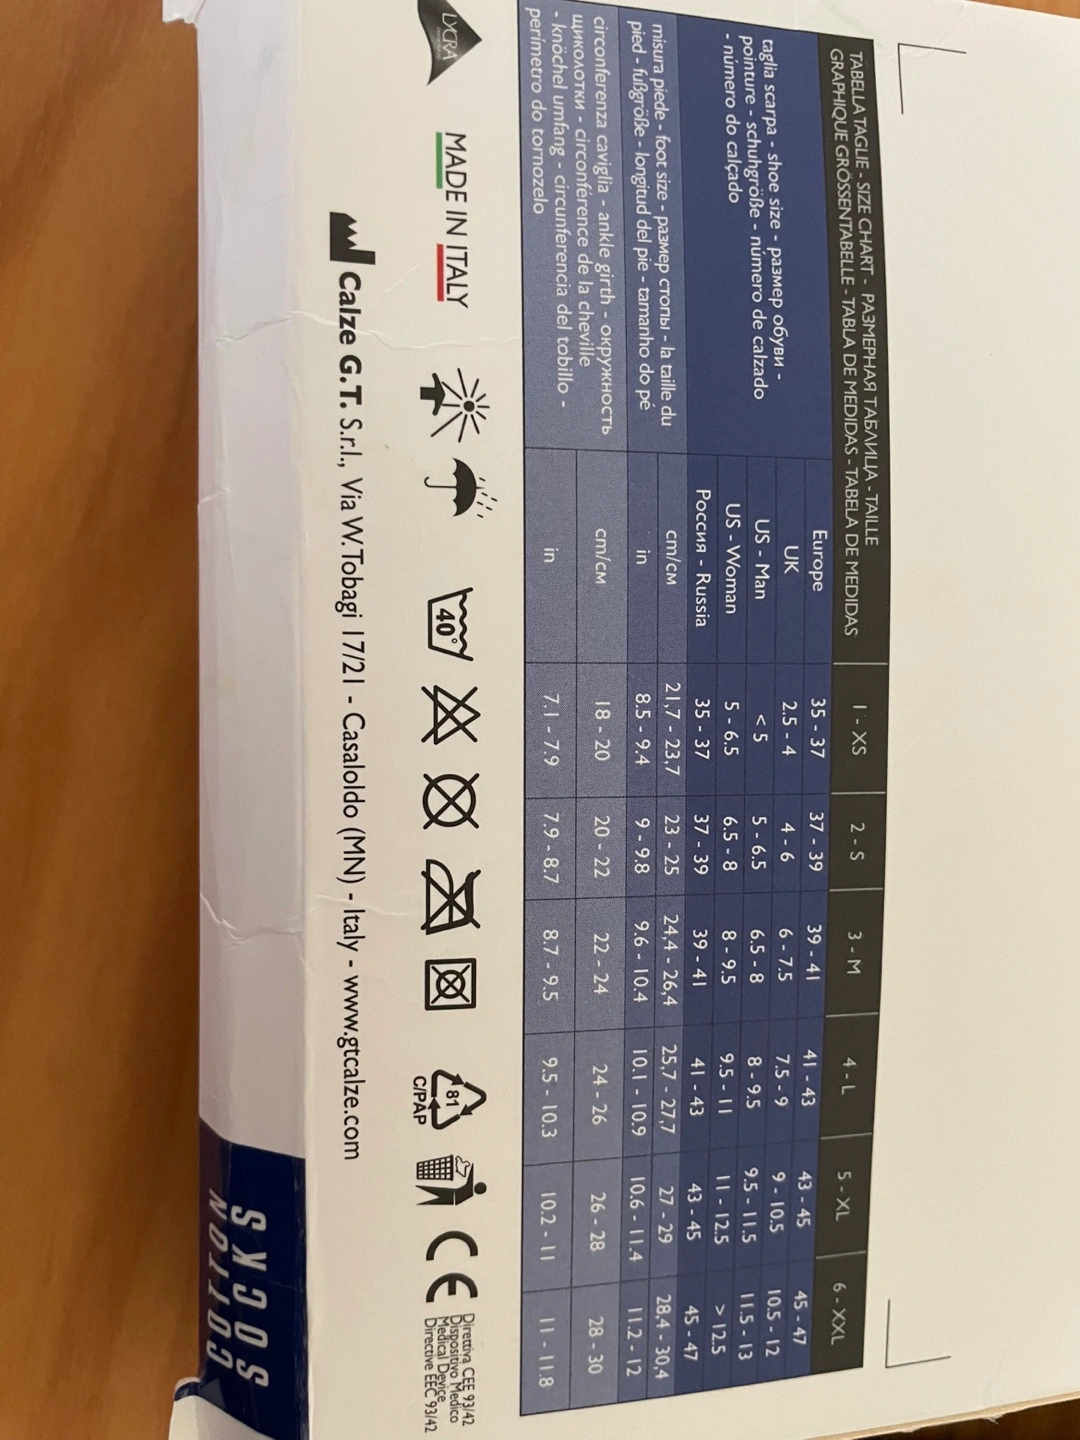 TABELLA TAGLIE - SIZE CHART - РАЗМЕРНАЯ ТАБЛИЦА - TAILLE
GRAPHIQUE GRÖSSENTABELLE - TABLA DE MEDIDAS - TABELA DE MEDIDAS
1 - XS 2 - S 3 - M 4 - L 5 - XL 6 - XXL
taglia scarpa - shoe size - размер обуви -
pointure - schuhgröße - número de calzado
- número do calçado
Europe 35 - 37 37 - 39 39 - 41 41 - 43 43 - 45 45 - 47
UK 2.5 - 4 4 - 6 6 - 7.5 7.5 - 9 9 - 10.5 10.5 - 12
US - Man < 5 5 - 6.5 6.5 - 8 8 - 9.5 9.5 - 11.5 11.5 - 13
US - Woman 5 - 6.5 6.5 - 8 8 - 9.5 9.5 - 11 11 - 12.5 > 12.5
Россия - Russia 35 - 37 37 - 39 39 - 41 41 - 43 43 - 45 45 - 47
misura piede - foot size - размер стопы - la taille du
pied - fußgröße - longitud del pie - tamanho do pé
cm/см 21,7 - 23,7 23 - 25 24,4 - 26,4 25,7 - 27,7 27 - 29 28,4 - 30,4
in 8.5 - 9.4 9 - 9.8 9.6 - 10.4 10.1 - 10.9 10.6 - 11.4 11.2 - 12
circonferenza caviglia - ankle girth - окружность
щиколотки - circonférence de la cheville
- knöchel umfang - circunferencia del tobillo -
perímetro do tornozelo
cm/см 18 - 20 20 - 22 22 - 24 24 - 26 26 - 28 28 - 30
in 7.1 - 7.9 7.9 - 8.7 8.7 - 9.5 9.5 - 10.3 10.2 - 11 11 - 11.8
LYCRA
MADE IN ITALY
40°
81
C/PAP
CE
Direttiva CEE 93/42
Dispositivo Medico
Medical Device
Directive EEC 93/42
Calze G.T. S.r.l., Via W.Tobagi 17/21 - Casaloldo (MN) - Italy - www.gtcalze.com
SOCKS
COTTON